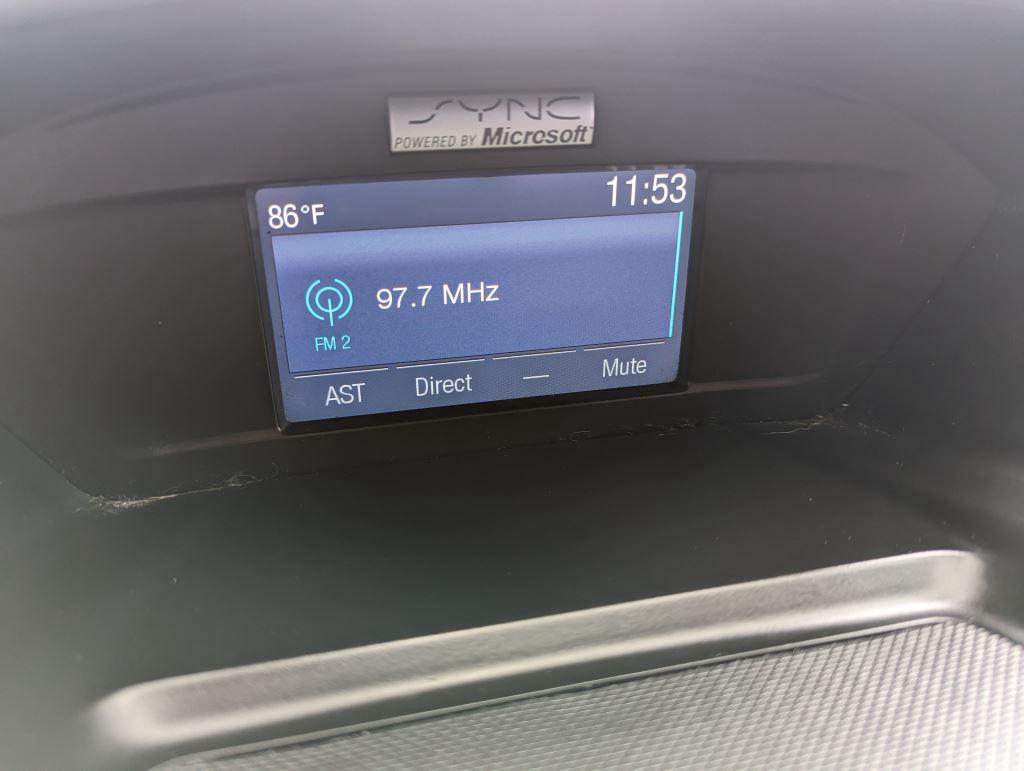 SYNC
POWERED BY Microsoft
86°F
11:53
97.7 MHz
FM 2
AST Direct — Mute